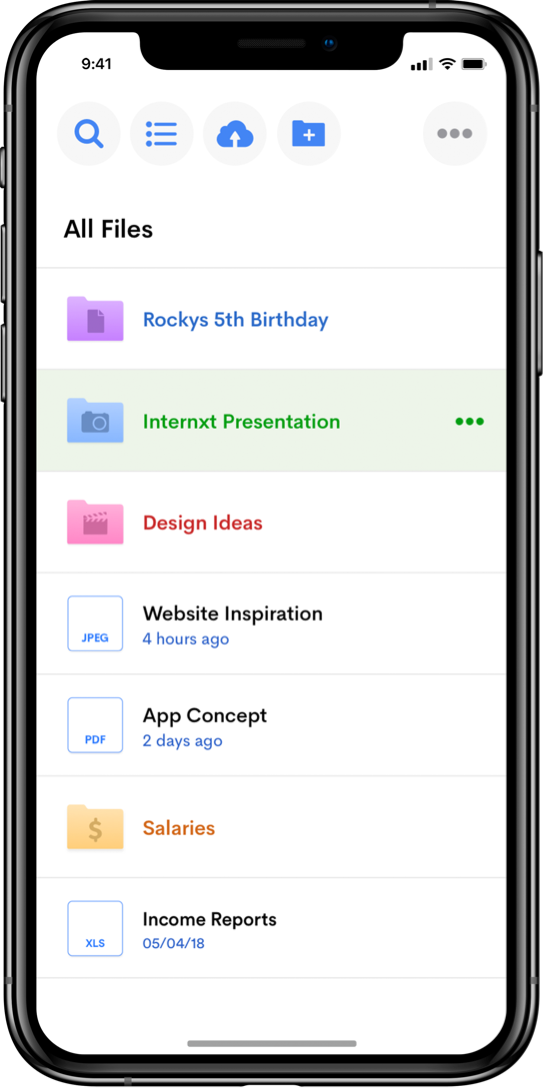 9:41
All Files
Rockys 5th Birthday
Internxt Presentation
Design Ideas
Website Inspiration
JPEG
4 hours ago
App Concept
PDF
2 days ago
$
Salaries
Income Reports
XLS
05/04/18